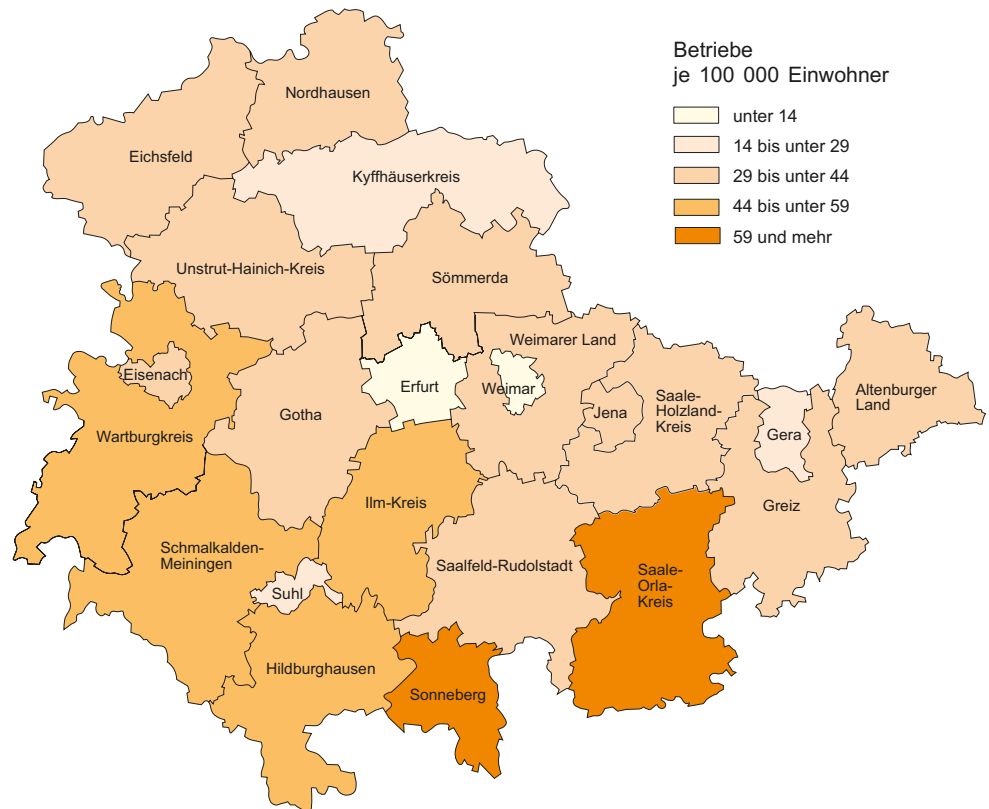 Betriebe
je 100 000 Einwohner
unter 14
14 bis unter 29
29 bis unter 44
44 bis unter 59
59 und mehr
Nordhausen
Eichsfeld
Kyffhäuserkreis
Unstrut-Hainich-Kreis
Sömmerda
Weimarer Land
Eisenach
Erfurt
Weimar
Altenburger
Land
Gotha
Jena
Saale-
Holzland-
Kreis
Wartburgkreis
Gera
Ilm-Kreis
Greiz
Schmalkalden-
Meiningen
Saalfeld-Rudolstadt
Saale-
Orla-
Kreis
Suhl
Hildburghausen
Sonneberg